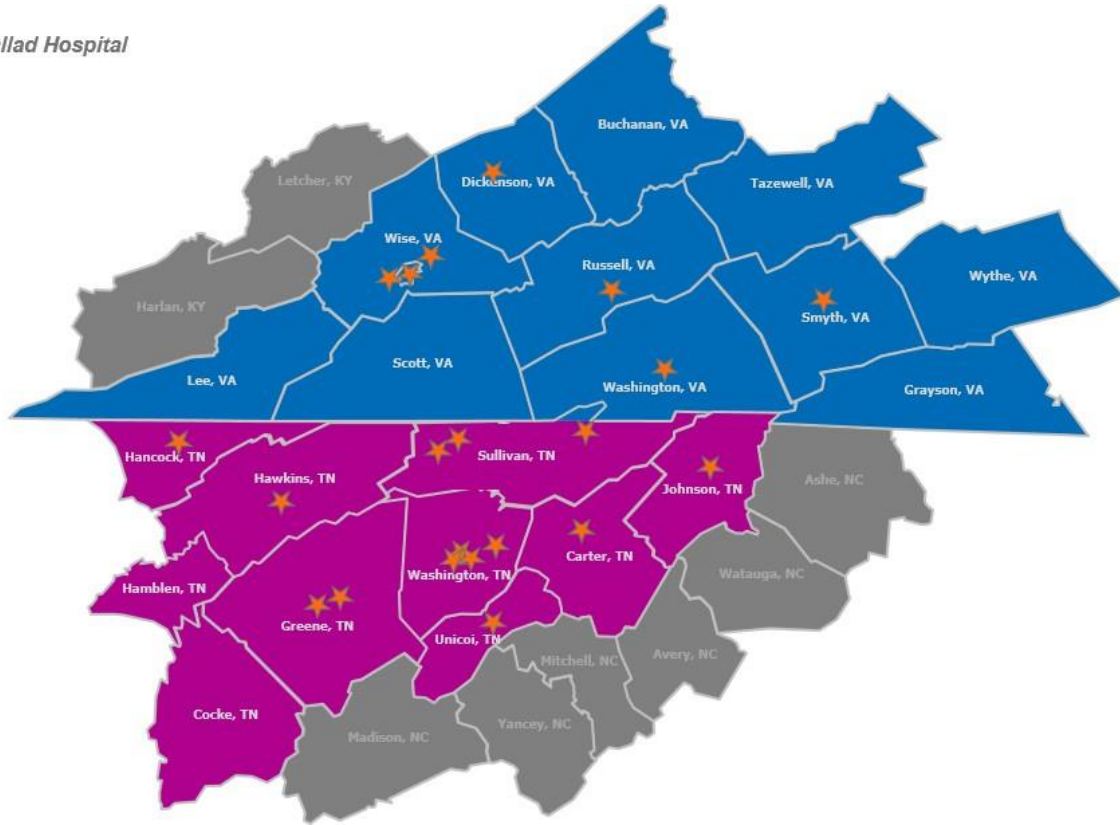 llad Hospital
Buchanan, VA
Letcher, KY
Dickenson, VA
Tazewell, VA
Wise, VA
Russell, VA
Wythe, VA
Harlan, KY
Smyth, VA
Scott, VA
Lee, VA
Washington, VA
Grayson, VA
Hancock, TN
Sullivan, TN
Hawkins, TN
Johnson, TN
Ashe, NC
Carter, TN
Washington, TN
Watauga, NC
Hamblen, TN
Greene, TN
Unicoi, TN
Avery, NC
Mitchell, NC
Cocke, TN
Yancey, NC
Madison, NC